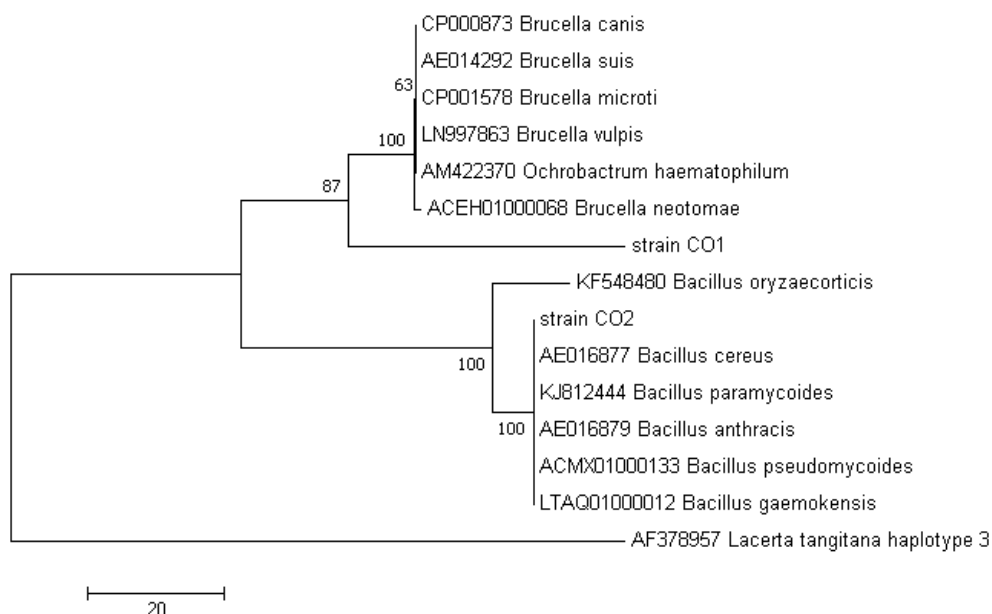 CP000873 Brucella canis
AE014292 Brucella suis
63
CP001578 Brucella microti
100
LN997863 Brucella vulpis
AM422370 Ochrobactrum haematophilum
87
ACEH01000068 Brucella neotomae
strain CO1
KF548480 Bacillus oryzaecorticis
strain CO2
AE016877 Bacillus cereus
100
KJ812444 Bacillus paramycoides
100
AE016879 Bacillus anthracis
ACMX01000133 Bacillus pseudomycoides
LTAQ01000012 Bacillus gaemokensis
AF378957 Lacerta tangitana haplotype 3
20